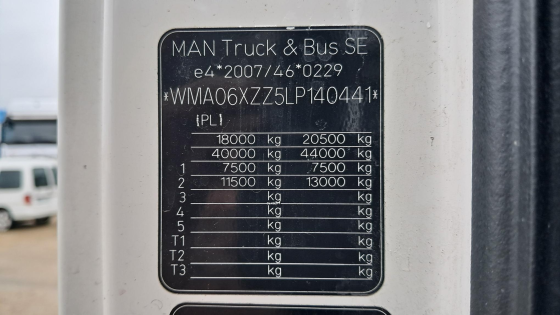 MAN Truck & Bus SE
e4*2007/46*0229
*WMA06XZZ5LP140441*
(PL)
18000 kg 20500 kg
40000 kg 44000 kg
1 7500 kg 7500 kg
2 11500 kg 13000 kg
3 kg kg
4 kg kg
5 kg kg
T1 kg kg
T2 kg kg
T3 kg kg